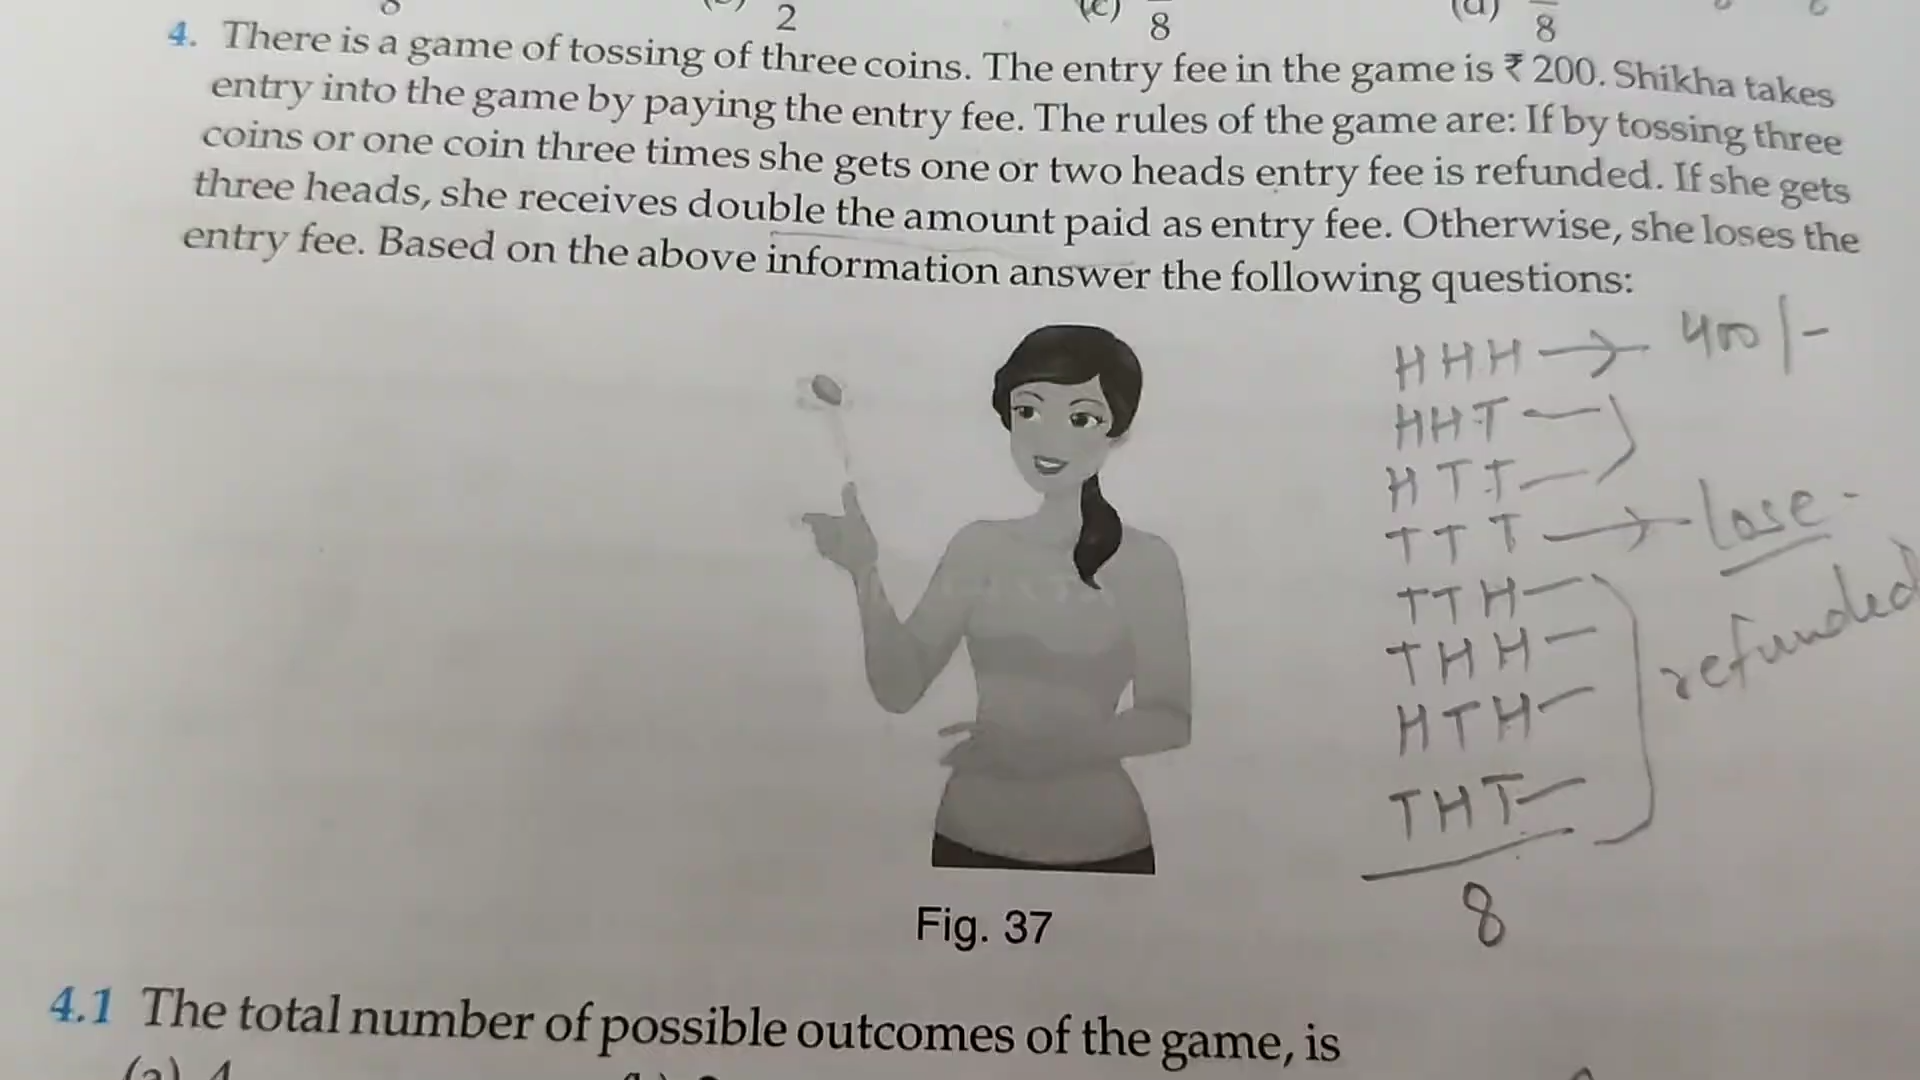 2
(c) 8
(d) 8
4. There is a game of tossing of three coins. The entry fee in the game is ₹ 200. Shikha takes
entry into the game by paying the entry fee. The rules of the game are: If by tossing three
coins or one coin three times she gets one or two heads entry fee is refunded. If she gets
three heads, she receives double the amount paid as entry fee. Otherwise, she loses the
entry fee. Based on the above information answer the following questions:
HHH → 400/-
HHT
HTT
TTT → lose
TTH
THH
HTH
refunded
THT
8
Fig. 37
4.1 The total number of possible outcomes of the game, is
(a) 4